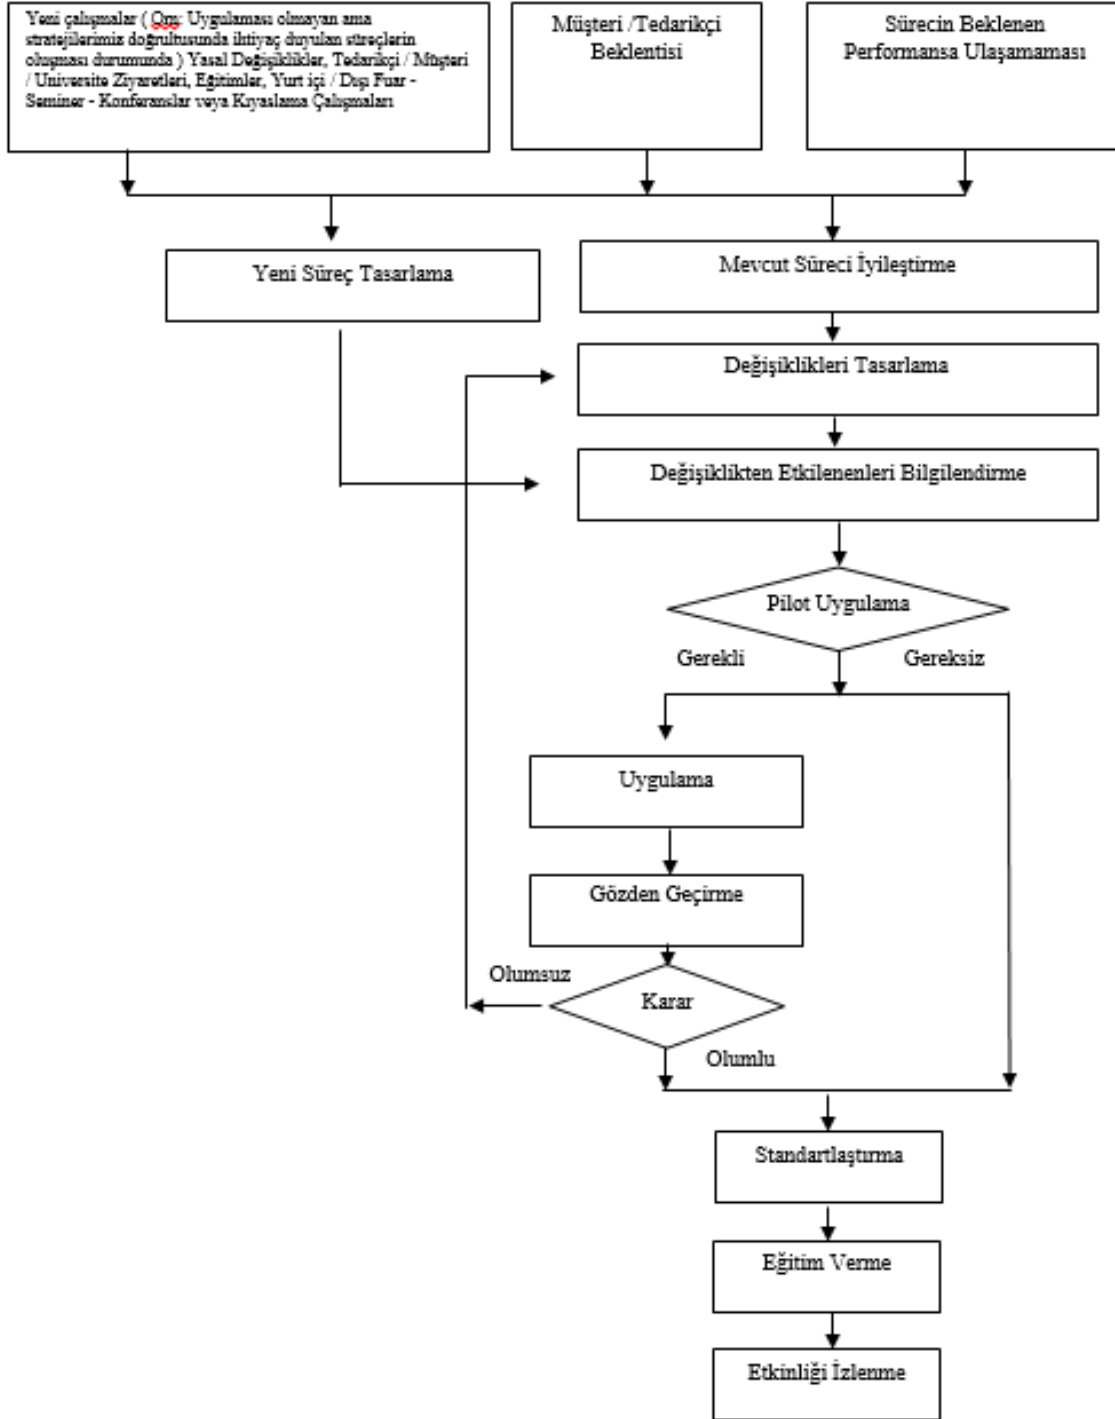 Yeni çalışmalar ( Orn: Uygulaması olmayan ama
stratejilerimiz doğrultusunda ihtiyaç duyulan süreçlerin
oluşması durumunda ) Yasal Değişiklikler, Tedarikçi / Müşteri
/ Universite Ziyaretleri, Eğitimler, Yurt içi / Dışı Fuar -
Seminer - Konferanslar veya Kıyaslama Çalışmaları
Müşteri /Tedarikçi
Beklentisi
Sürecin Beklenen
Performansa Ulaşamaması
Yeni Süreç Tasarlama
Mevcut Süreci İyileştirme
Değişiklikleri Tasarlama
Değişiklikten Etkilenenleri Bilgilendirme
Pilot Uygulama
Gerekli
Gereksiz
Uygulama
Gözden Geçirme
Olumsuz
Karar
Olumlu
Standartlaştırma
Eğitim Verme
Etkinliği İzlenme